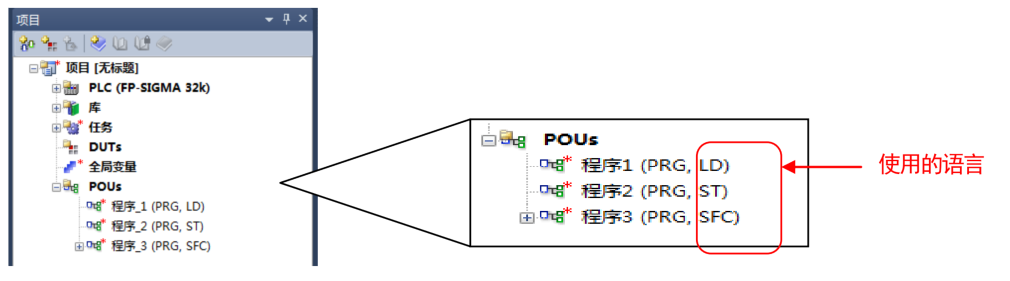 项目
项目 [无标题]
PLC (FP-SIGMA 32k)
库
任务
DUTs
全局变量
POUs
程序_1 (PRG, LD)
程序_2 (PRG, ST)
程序_3 (PRG, SFC)
POUs
程序1 (PRG, LD)
程序2 (PRG, ST)
程序3 (PRG, SFC)
使用的语言